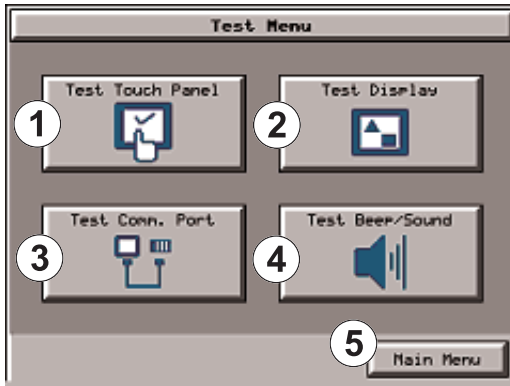 Test Menu
1
Test Touch Panel
2
Test Display
3
Test Comm. Port
4
Test Beep/Sound
5
Main Menu